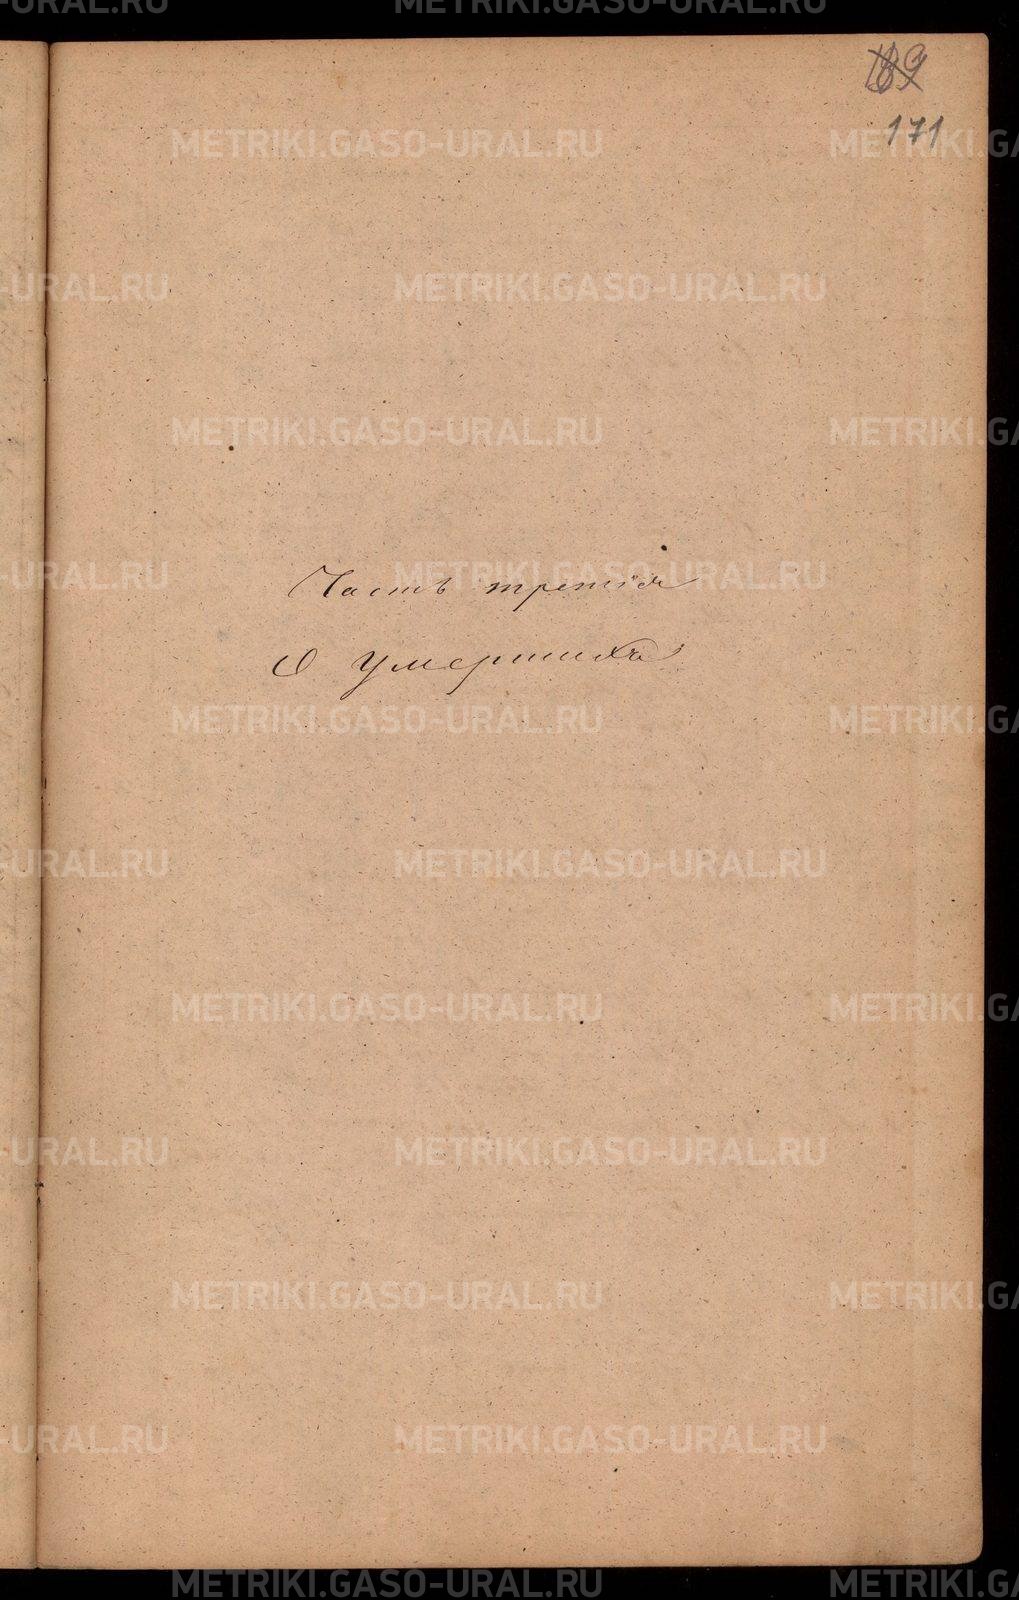 171
Часть третія
О умершихъ